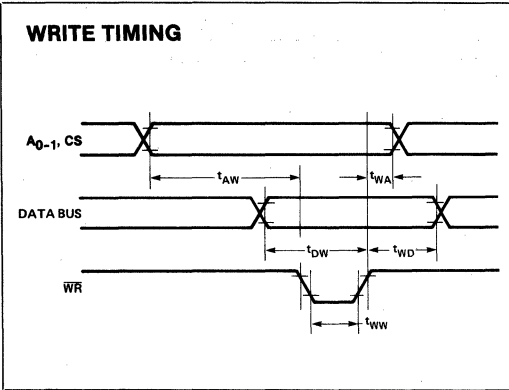 WRITE TIMING
A0-1, CS
tAW
tWA
DATA BUS
tDW
tWD
WR
tWW